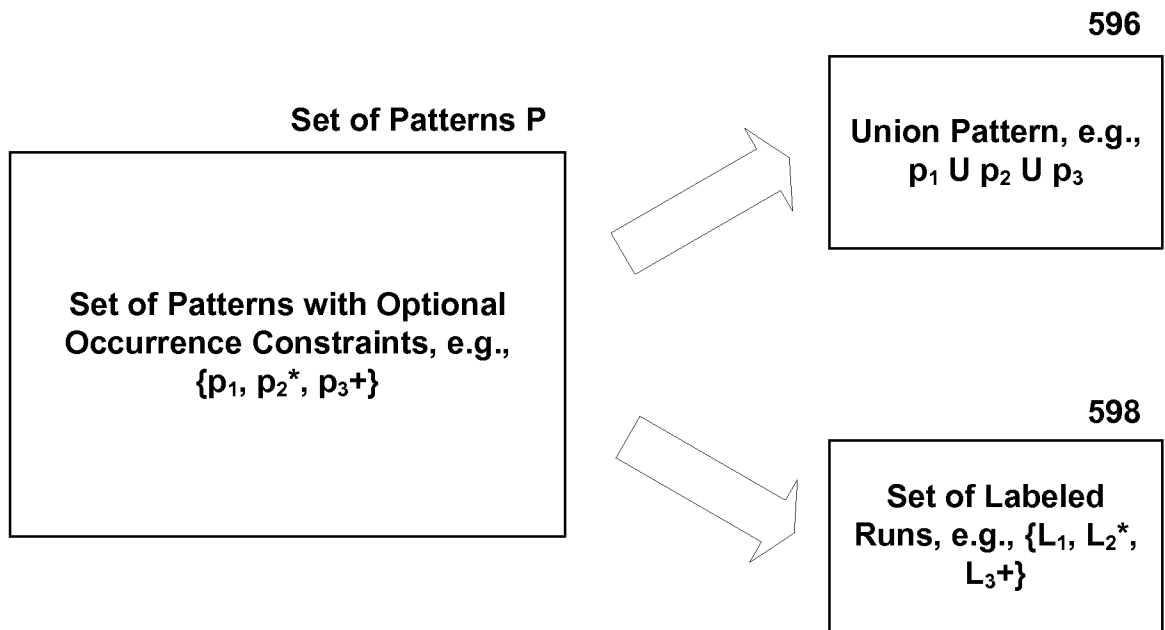 Set of Patterns P
Set of Patterns with Optional
Occurrence Constraints, e.g.,
{p₁, p₂*, p₃+}
596
Union Pattern, e.g.,
p₁ U p₂ U p₃
598
Set of Labeled
Runs, e.g., {L₁, L₂*,
L₃+}